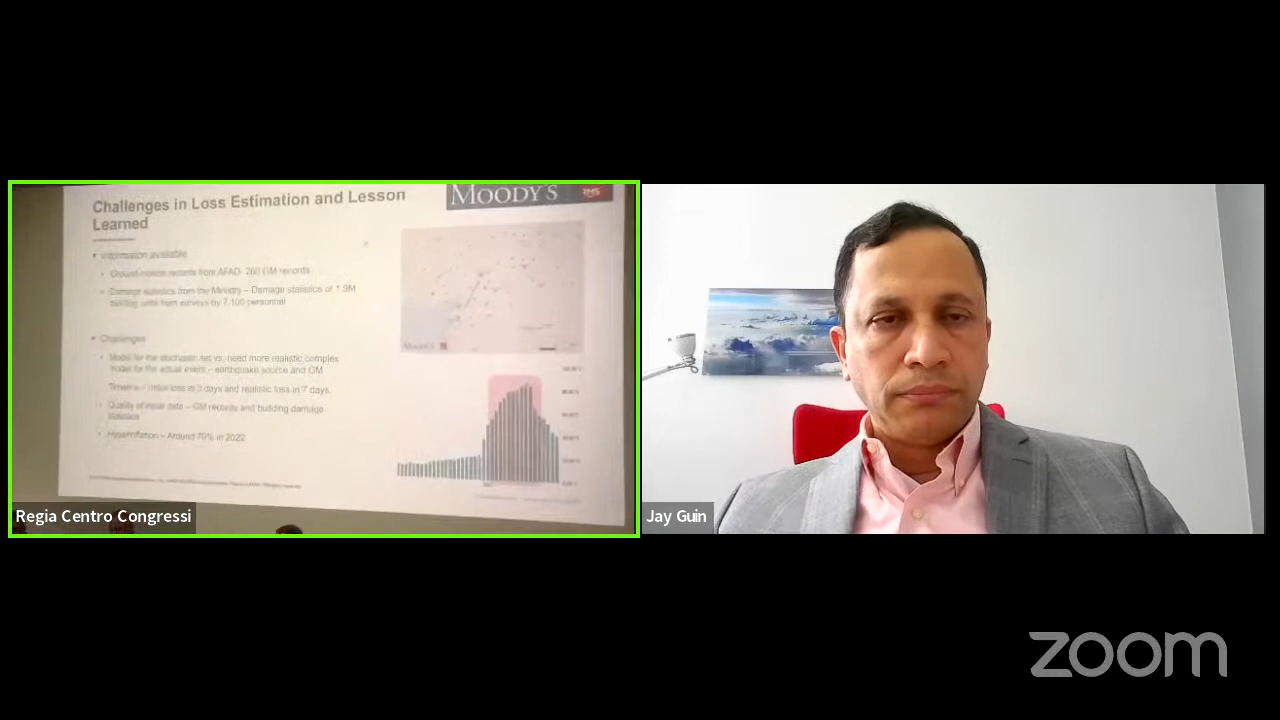 Challenges in Loss Estimation and Lesson
Learned
MOODY'S
RMS
Information available
Ground-motion records from AFAD- 260 GM records
Damage statistics from the Ministry – Damage statistics of 1.9M
building units from surveys by 7,100 personnel
Challenges
Model for the stochastic set vs. need more realistic complex
model for the actual event – earthquake source and GM
Timeline – initial loss in 3 days and realistic loss in 7 days.
Quality of initial data – GM records and building damage
statistics
Hyperinflation – Around 70% in 2022
Regia Centro Congressi
Jay Guin
zoom